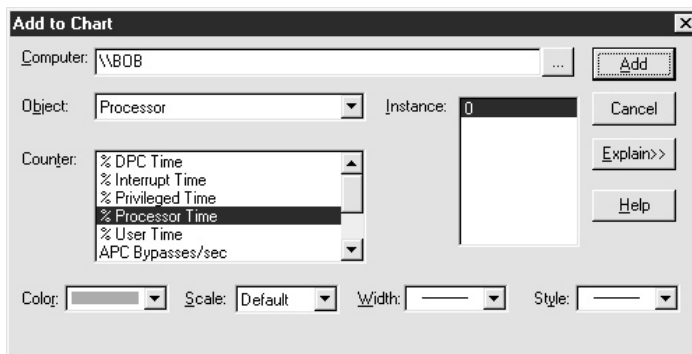 Add to Chart
Computer: \\BOB ... Add
Object: Processor Instance: 0 Cancel
Counter: % DPC Time
% Interrupt Time
% Privileged Time
% Processor Time
% User Time
APC Bypasses/sec
Explain>>
Help
Color: Scale: Default Width: Style: